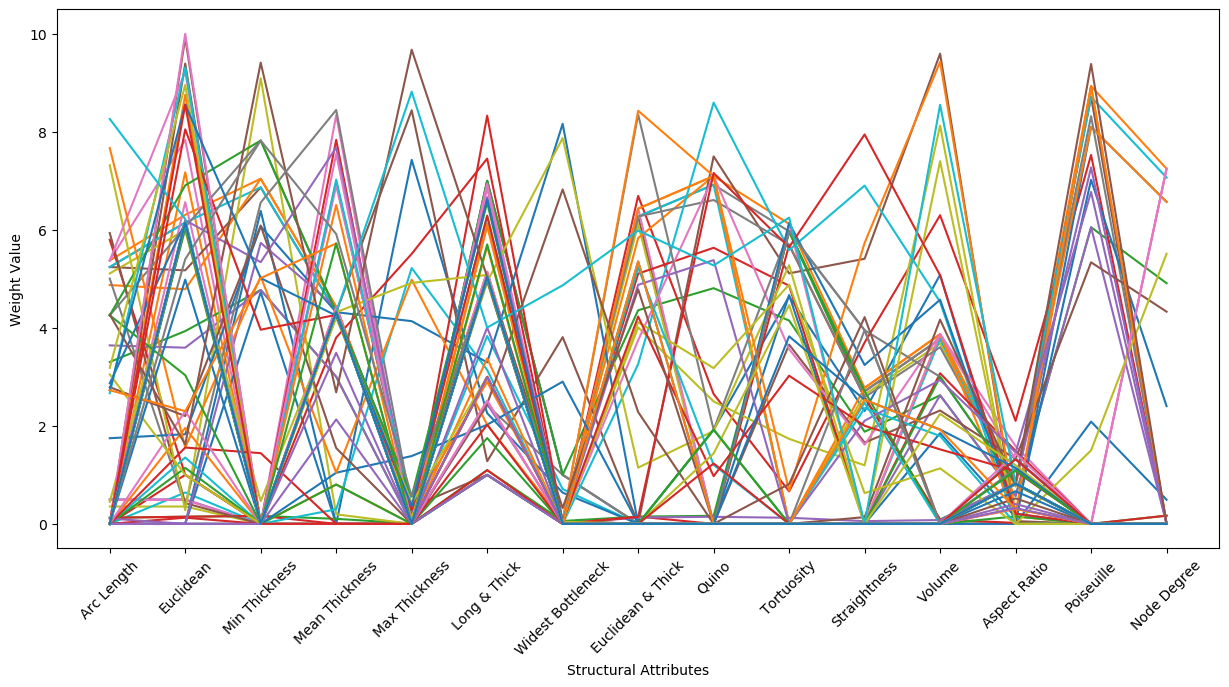 10
8
6
4
2
0
Weight Value
Arc Length
Euclidean
Min Thickness
Mean Thickness
Max Thickness
Long & Thick
Widest Bottleneck
Euclidean & Thick
Quino
Tortuosity
Straightness
Volume
Aspect Ratio
Poiseuille
Node Degree
Structural Attributes